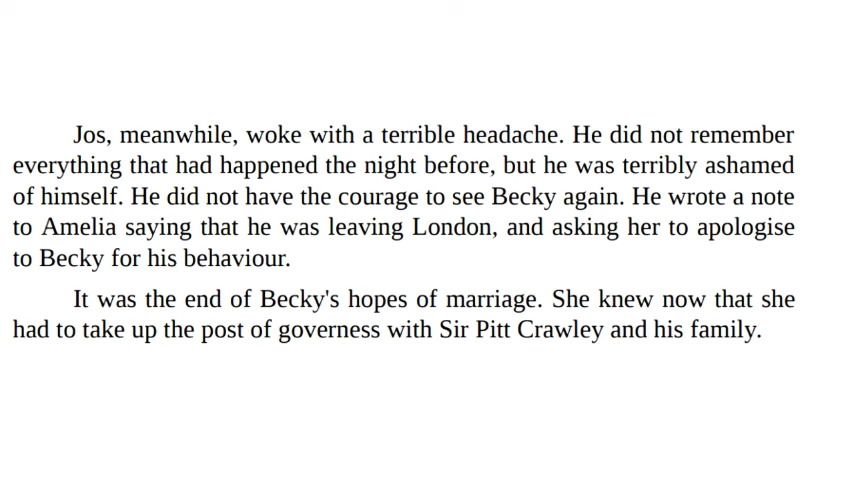 Jos, meanwhile, woke with a terrible headache. He did not remember
everything that had happened the night before, but he was terribly ashamed
of himself. He did not have the courage to see Becky again. He wrote a note
to Amelia saying that he was leaving London, and asking her to apologise
to Becky for his behaviour.
It was the end of Becky's hopes of marriage. She knew now that she
had to take up the post of governess with Sir Pitt Crawley and his family.